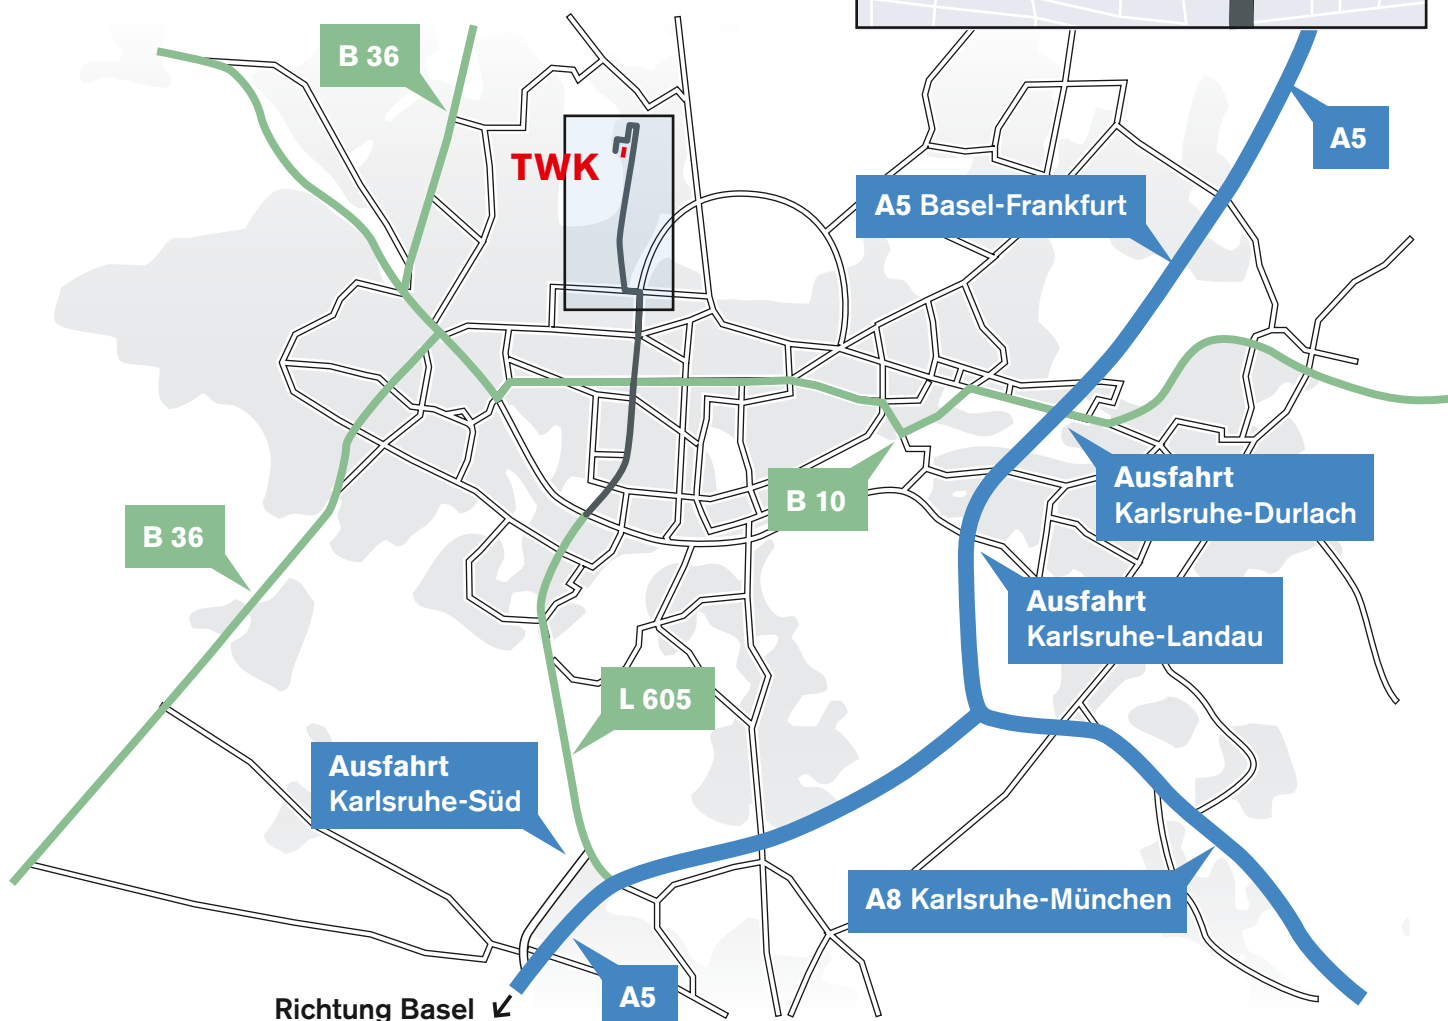 B 36
A5
TWK
A5 Basel-Frankfurt
Ausfahrt
Karlsruhe-Durlach
B 10
B 36
Ausfahrt
Karlsruhe-Landau
L 605
Ausfahrt
Karlsruhe-Süd
A8 Karlsruhe-München
A5
Richtung Basel ↙